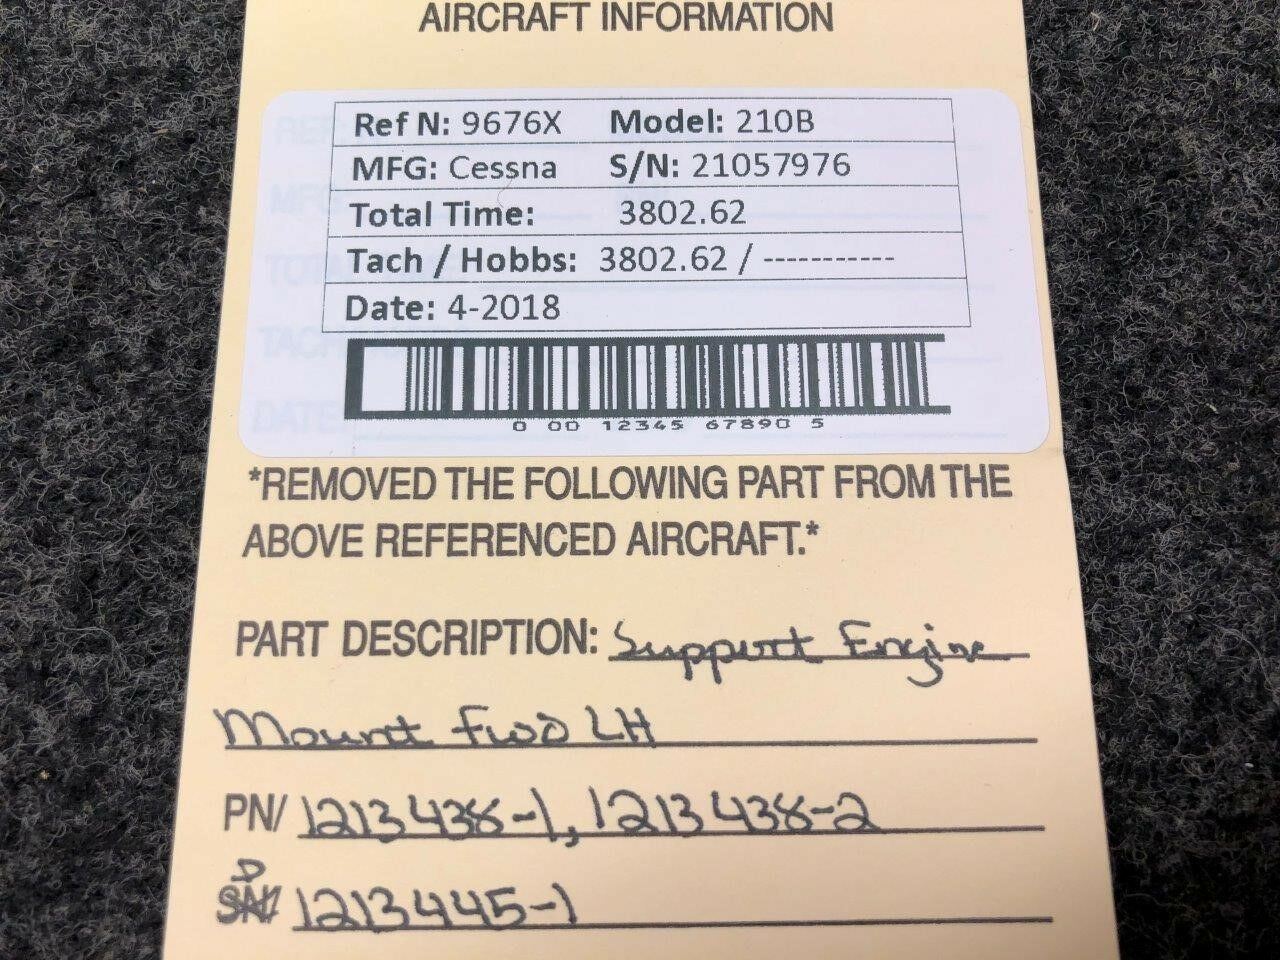 AIRCRAFT INFORMATION
Ref N: 9676X Model: 210B
MFG: Cessna S/N: 21057976
Total Time: 3802.62
Tach / Hobbs: 3802.62 / -----------
Date: 4-2018
0 00 12345 67890 5
*REMOVED THE FOLLOWING PART FROM THE
ABOVE REFERENCED AIRCRAFT.*
PART DESCRIPTION: Support Engine
Mount Fwd LH
PN/ 1213438-1, 1213438-2
1213445-1